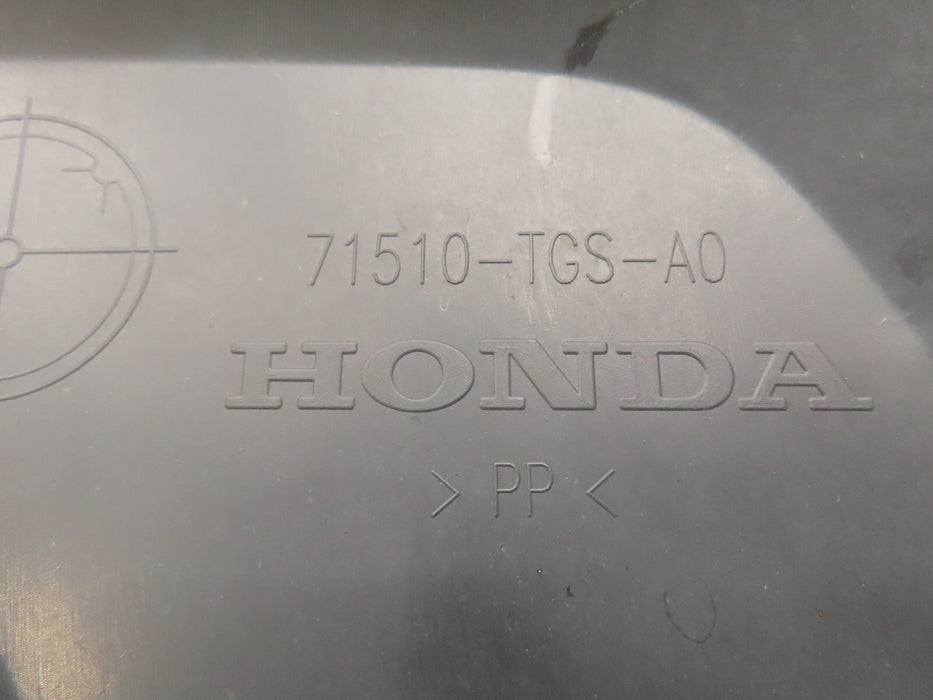 71510-TGS-A0
HONDA
> PP <